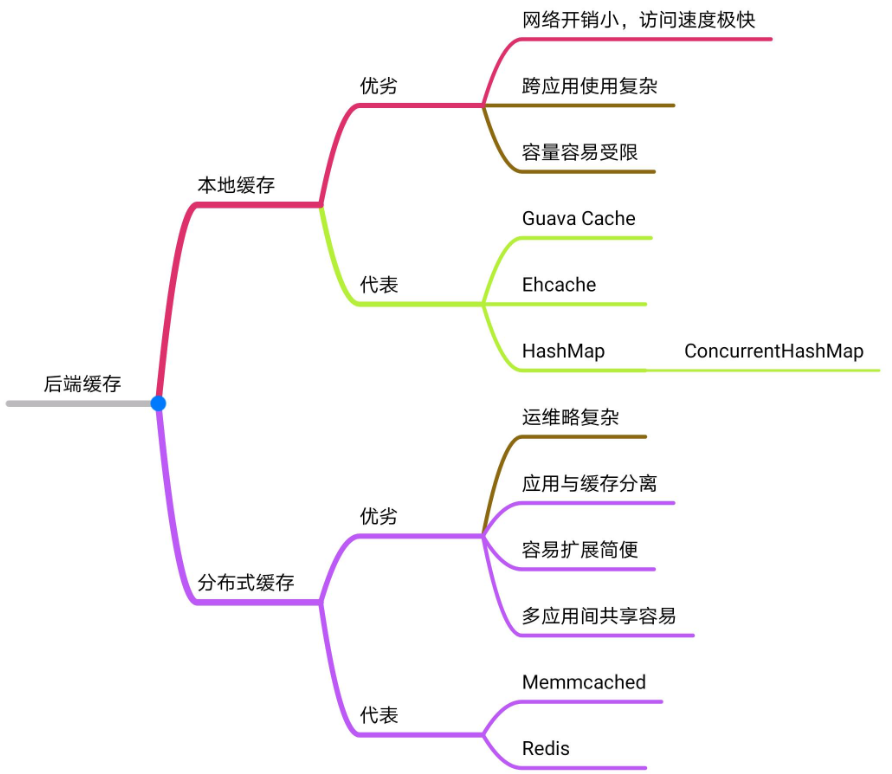 后端缓存
本地缓存
优劣
网络开销小，访问速度极快
跨应用使用复杂
容量容易受限
代表
Guava Cache
Ehcache
HashMap
ConcurrentHashMap
分布式缓存
优劣
运维略复杂
应用与缓存分离
容易扩展简便
多应用间共享容易
代表
Memmcached
Redis